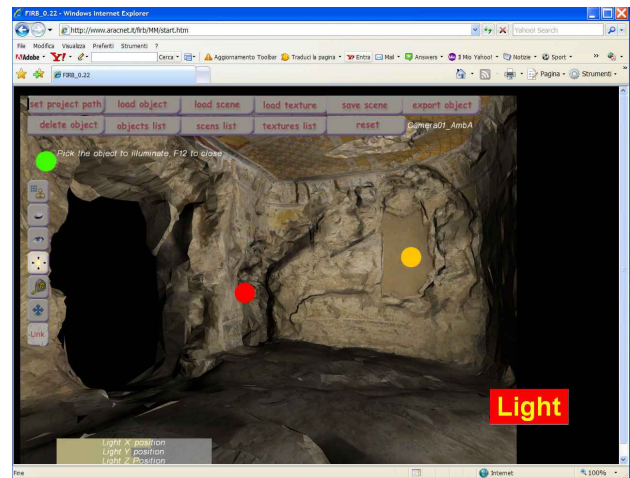 FIRB_0.22 - Windows Internet Explorer
http://www.aracnet.it/firb/MM/start.htm
Yahoo! Search
File Modifica Visualizza Preferiti Strumenti ?
Adobe Y! Cerca Aggiornamento Toolbar Traduci la pagina Entra Mail Answers Il Mio Yahoo! Notizie Sport
FIRB_0.22 Pagina Strumenti
set project path load object load scene load texture save scene export object
delete object objects list scens list textures list reset Camera01_AmbA
Pick the object to illuminate, F12 to close
Link
Light
Light X position
Light Y position
Light Z Position
Fine Internet 100%